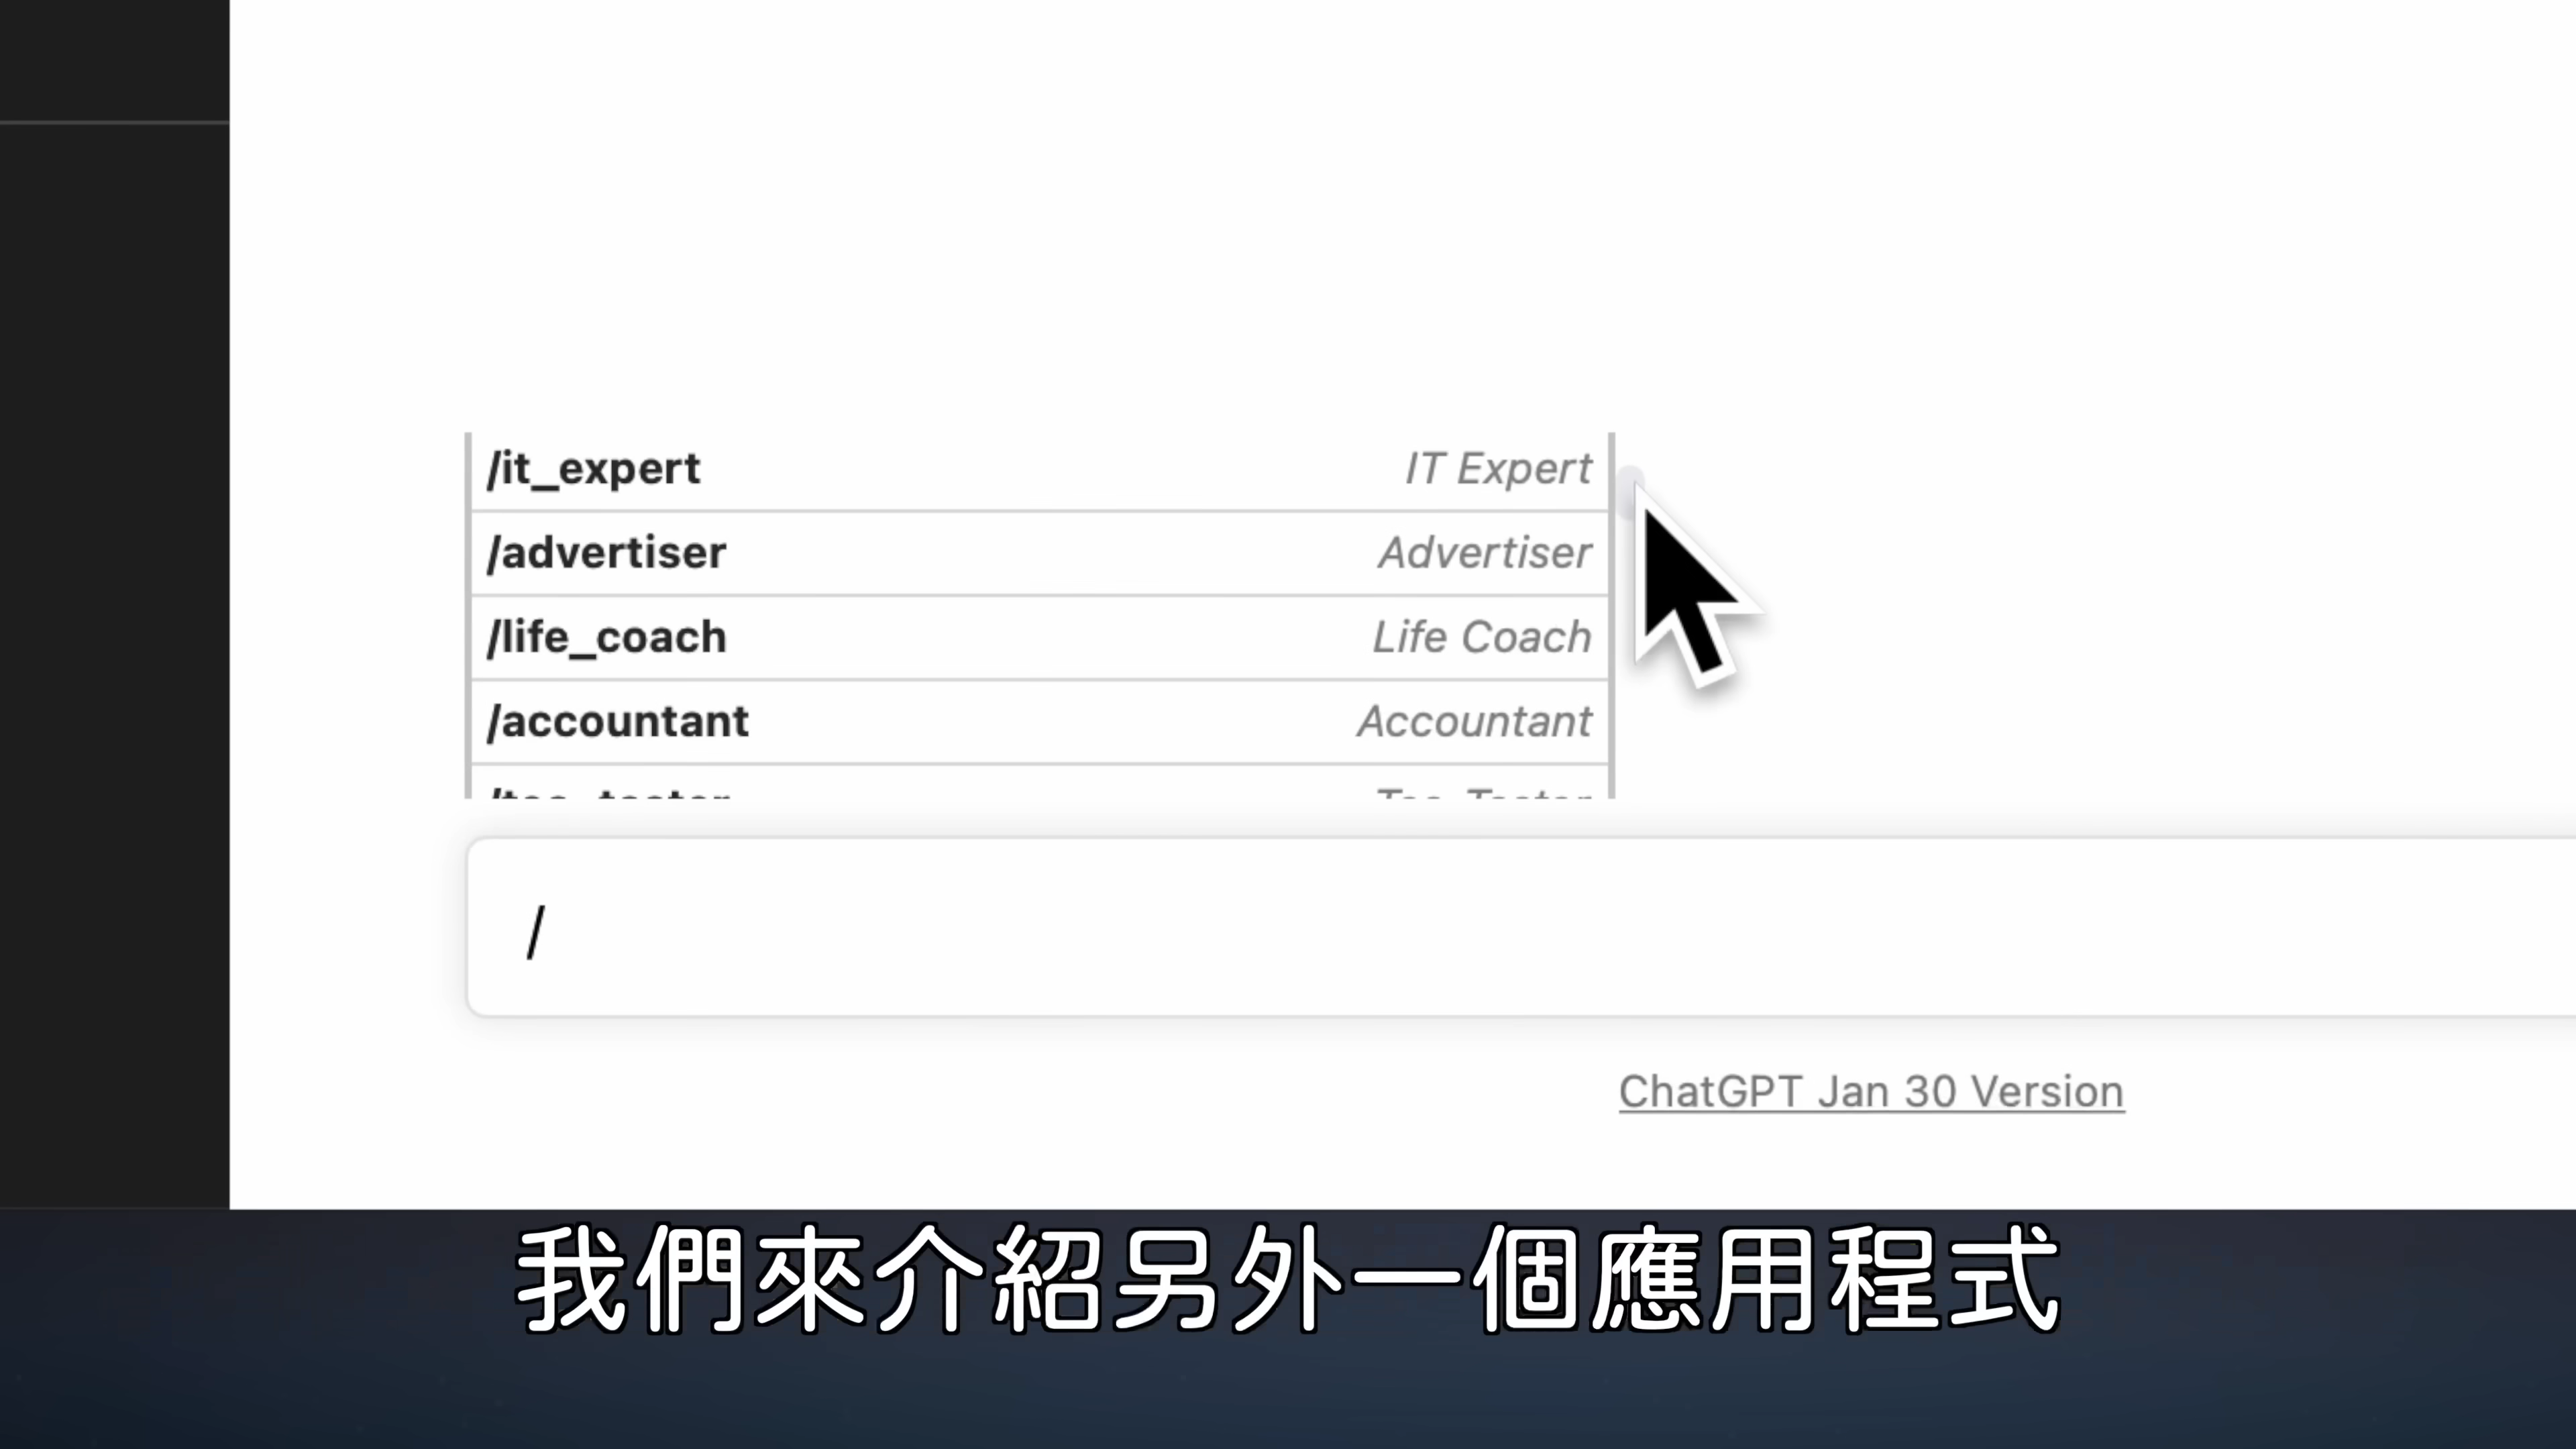 /it_expert IT Expert
/advertiser Advertiser
/life_coach Life Coach
/accountant Accountant
/
ChatGPT Jan 30 Version
我們來介紹另外一個應用程式